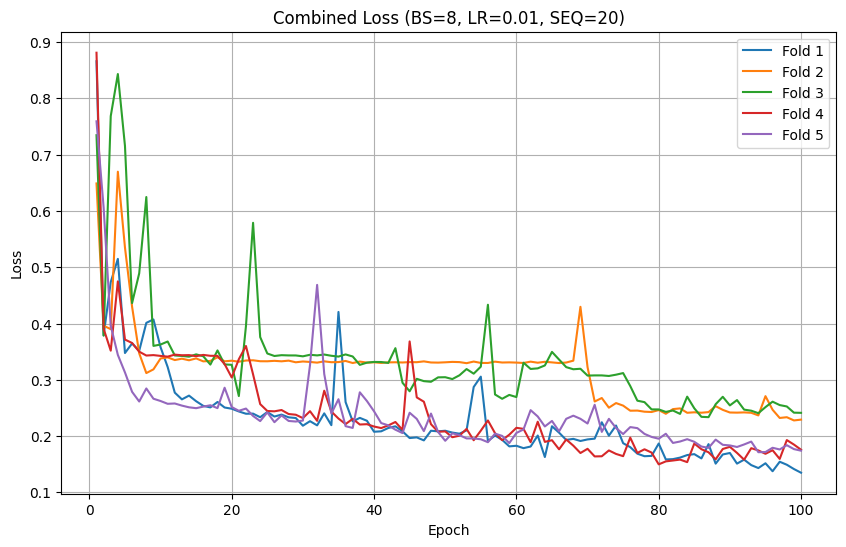 Combined Loss (BS=8, LR=0.01, SEQ=20)
Fold 1
Fold 2
Fold 3
Fold 4
Fold 5
Loss
0.9
0.8
0.7
0.6
0.5
0.4
0.3
0.2
0.1
0 20 40 60 80 100
Epoch